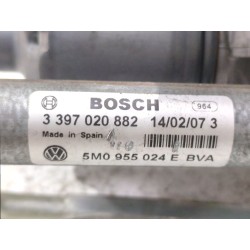 BOSCH 964
3 397 020 882 14/02/07 3
Made in Spain
5M0 955 024 E BVA